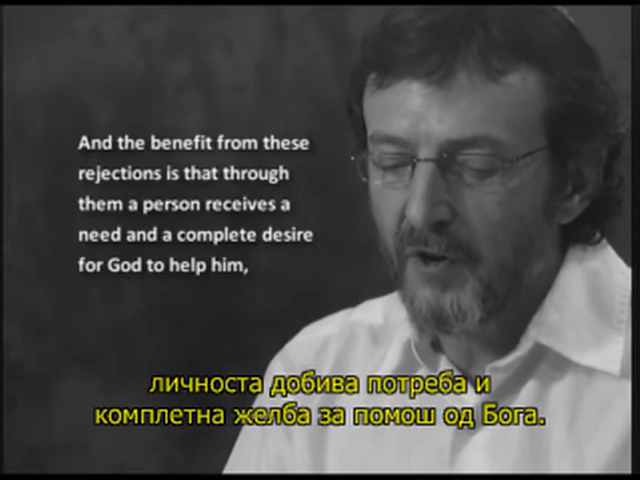 And the benefit from these
rejections is that through
them a person receives a
need and a complete desire
for God to help him,
личноста добива потреба и
комплетна желба за помош од Бога.